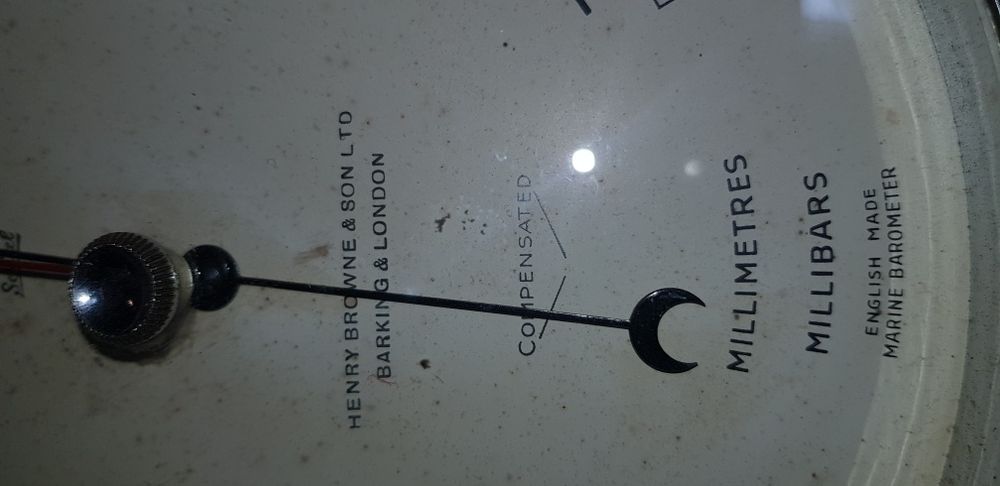 HENRY BROWNE & SON LTD
BARKING & LONDON
COMPENSATED
MILLIMETRES
MILLIBARS
ENGLISH MADE
MARINE BAROMETER